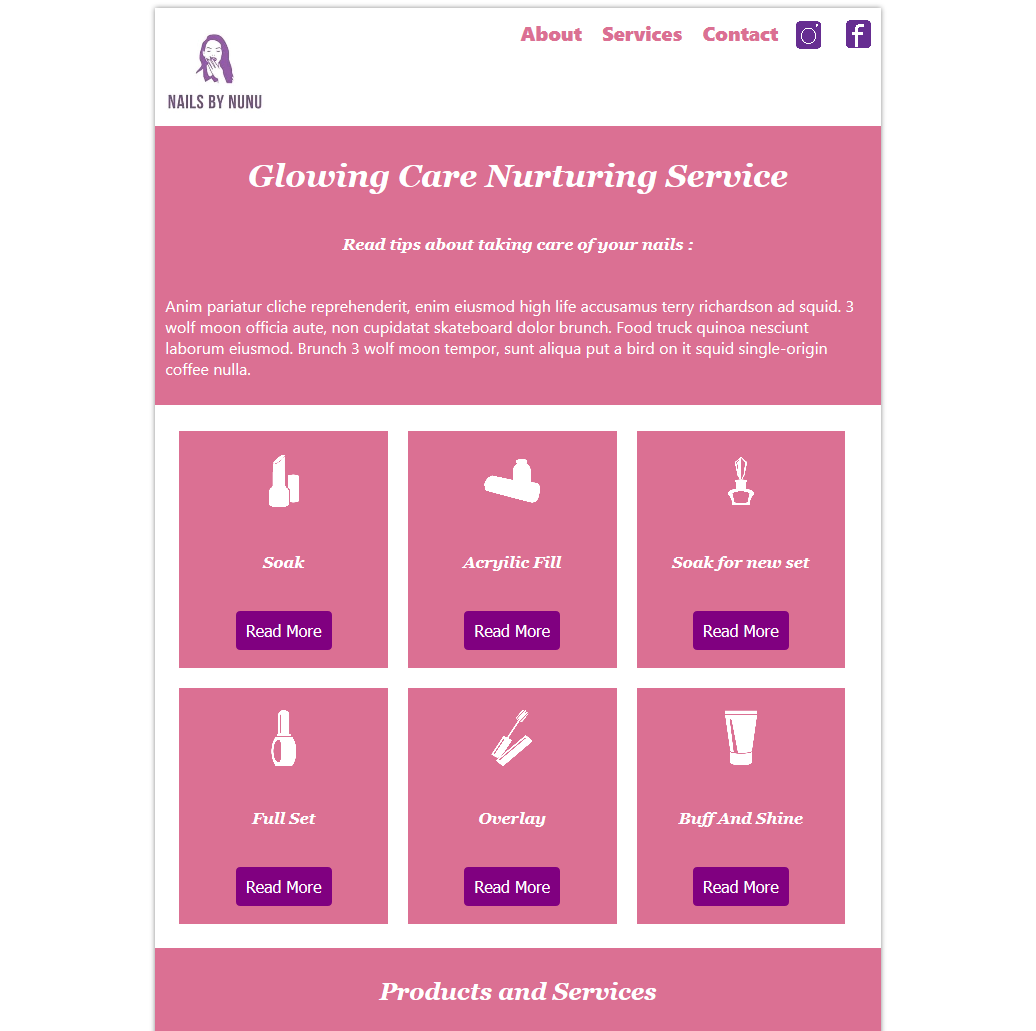 About Services Contact
NAILS BY NUNU
Glowing Care Nurturing Service
Read tips about taking care of your nails :
Anim pariatur cliche reprehenderit, enim eiusmod high life accusamus terry richardson ad squid. 3
wolf moon officia aute, non cupidatat skateboard dolor brunch. Food truck quinoa nesciunt
laborum eiusmod. Brunch 3 wolf moon tempor, sunt aliqua put a bird on it squid single-origin
coffee nulla.
Soak
Acryilic Fill
Soak for new set
Read More
Read More
Read More
Full Set
Overlay
Buff And Shine
Read More
Read More
Read More
Products and Services